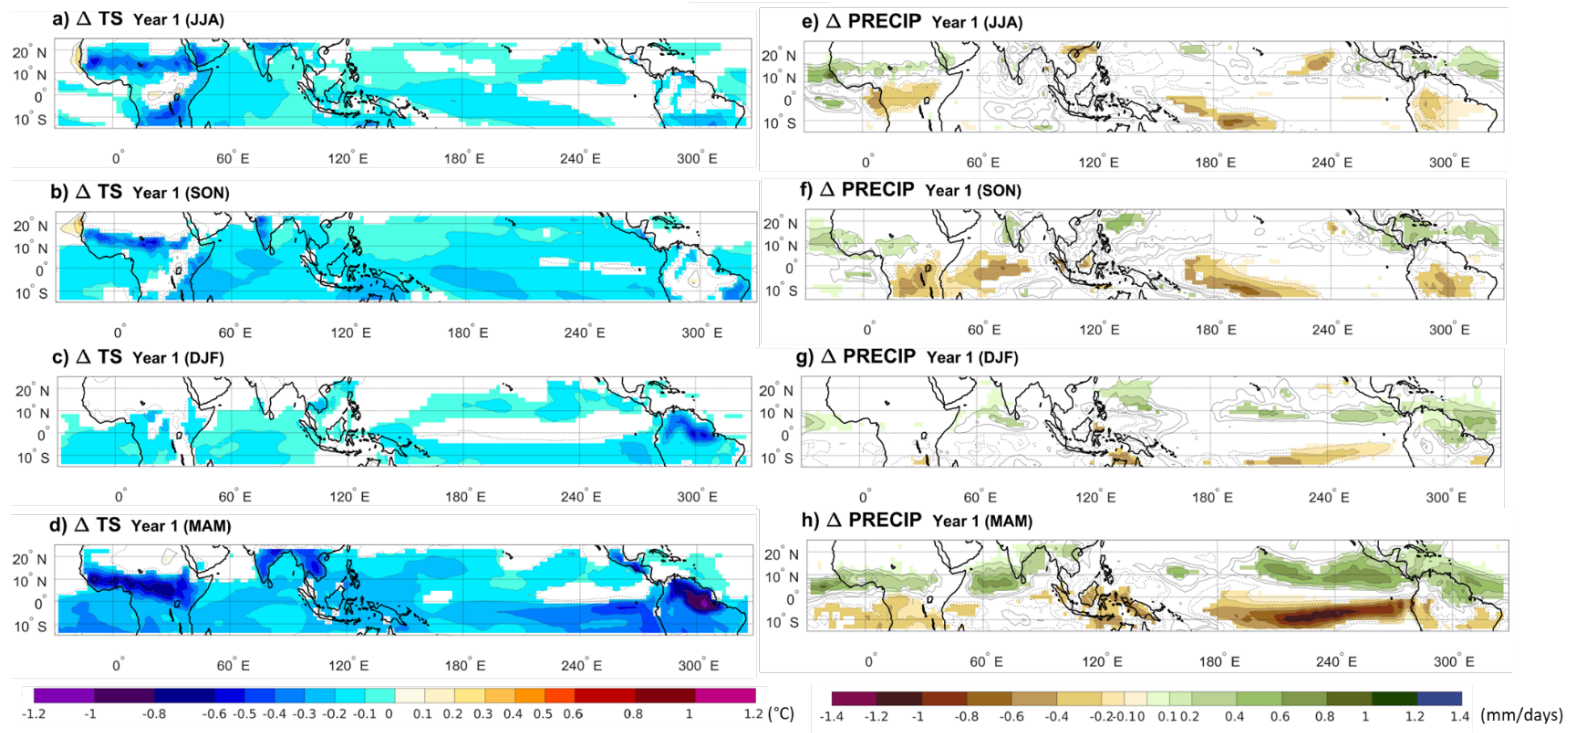 a) Δ TS Year 1 (JJA)
20° N
10° N
0°
10° S
0° 60° E 120° E 180° E 240° E 300° E
b) Δ TS Year 1 (SON)
20° N
10° N
0°
10° S
0° 60° E 120° E 180° E 240° E 300° E
c) Δ TS Year 1 (DJF)
20° N
10° N
0°
10° S
0° 60° E 120° E 180° E 240° E 300° E
d) Δ TS Year 1 (MAM)
20° N
10° N
0°
10° S
0° 60° E 120° E 180° E 240° E 300° E
-1.2 -1 -0.8 -0.6 -0.5 -0.4 -0.3 -0.2 -0.1 0 0.1 0.2 0.3 0.4 0.5 0.6 0.8 1 1.2 (°C)
e) Δ PRECIP Year 1 (JJA)
20° N
10° N
0°
10° S
0° 60° E 120° E 180° E 240° E 300° E
f) Δ PRECIP Year 1 (SON)
20° N
10° N
0°
10° S
0° 60° E 120° E 180° E 240° E 300° E
g) Δ PRECIP Year 1 (DJF)
20° N
10° N
0°
10° S
0° 60° E 120° E 180° E 240° E 300° E
h) Δ PRECIP Year 1 (MAM)
20° N
10° N
0°
10° S
0° 60° E 120° E 180° E 240° E 300° E
-1.4 -1.2 -1 -0.8 -0.6 -0.4 -0.2 -0.10 0.1 0.2 0.4 0.6 0.8 1 1.2 1.4 (mm/days)